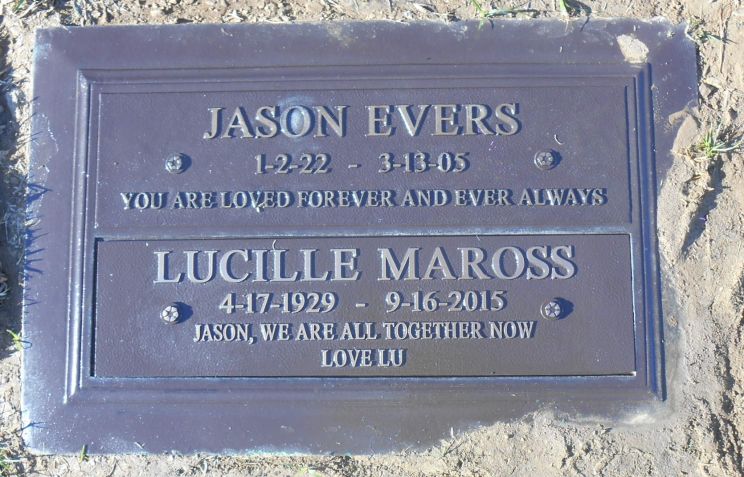 JASON EVERS
1-2-22 - 3-13-05
YOU ARE LOVED FOREVER AND EVER ALWAYS
LUCILLE MAROSS
4-17-1929 - 9-16-2015
JASON, WE ARE ALL TOGETHER NOW
LOVE LU